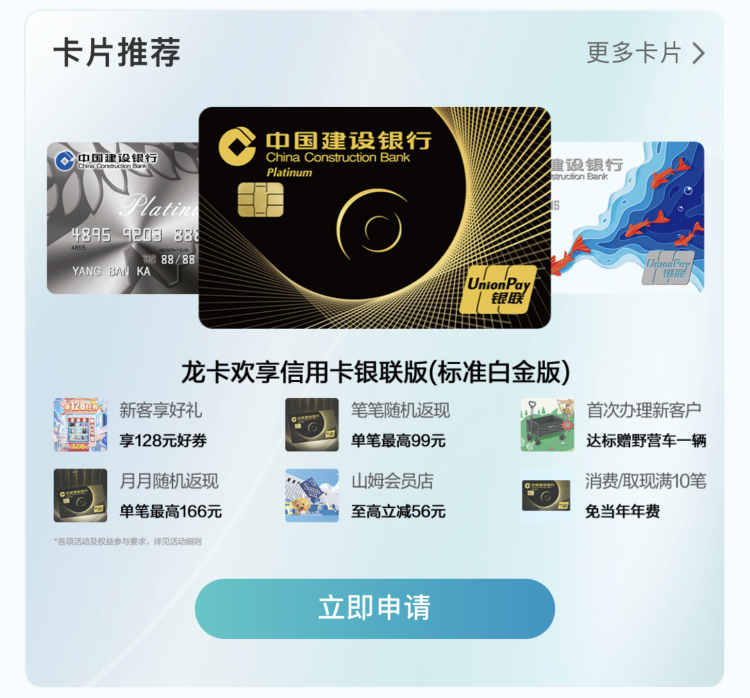 卡片推荐
更多卡片
中国建设银行
China Construction Bank
Platinum
4895 9203 888
4895
88/88
YANG BAN KA
中国建设银行
China Construction Bank
Platinum
UnionPay
银联
建设银行
struction Bank
UnionPay
银联
龙卡欢享信用卡银联版(标准白金版)
新客享好礼
享128元好券
笔笔随机返现
单笔最高99元
首次办理新客户
达标赠野营车一辆
月月随机返现
单笔最高166元
山姆会员店
至高立减56元
消费/取现满10笔
免当年年费
*各项活动及权益参与要求,详见活动细则
立即申请